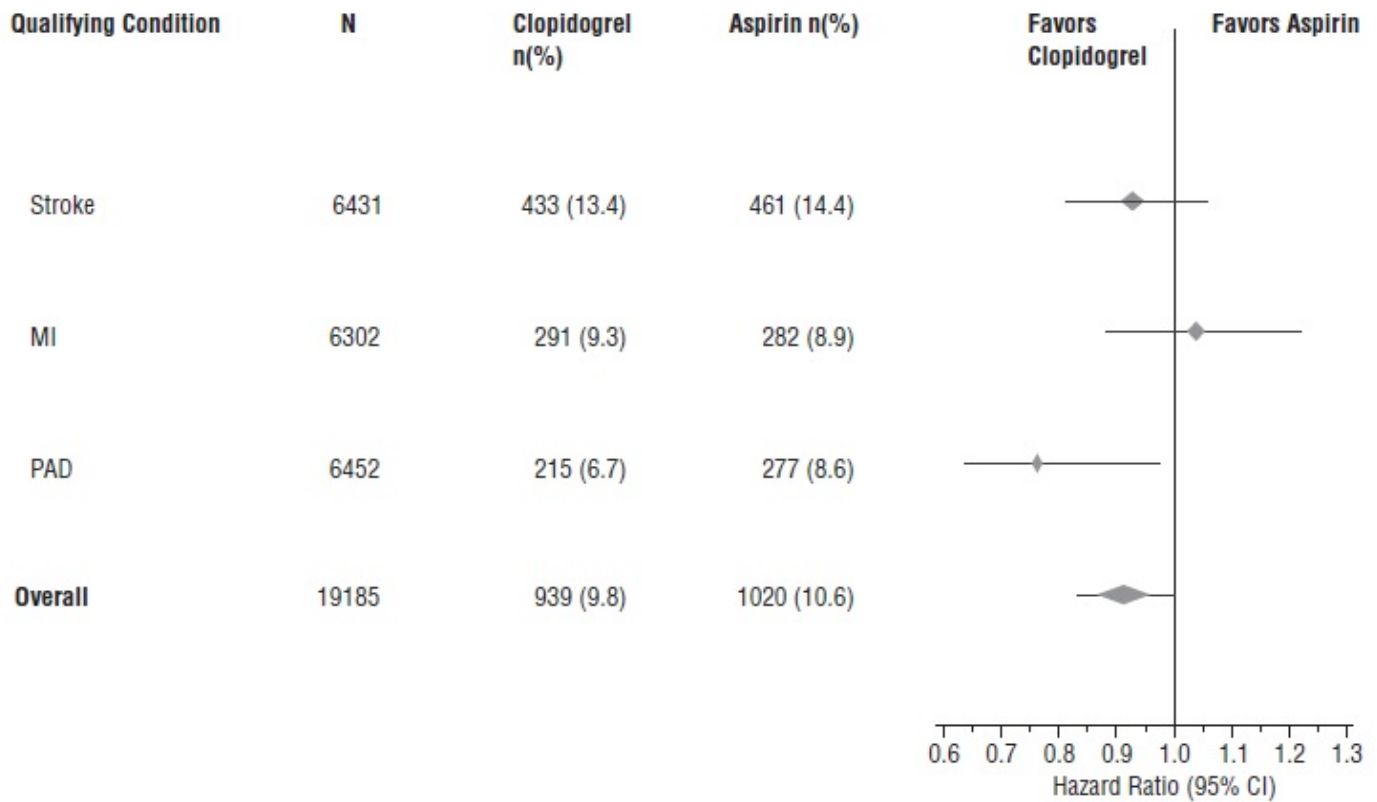 Qualifying Condition N Clopidogrel n(%) Aspirin n(%) Favors Clopidogrel Favors Aspirin
Stroke 6431 433 (13.4) 461 (14.4)
MI 6302 291 (9.3) 282 (8.9)
PAD 6452 215 (6.7) 277 (8.6)
Overall 19185 939 (9.8) 1020 (10.6)
0.6 0.7 0.8 0.9 1.0 1.1 1.2 1.3
Hazard Ratio (95% CI)